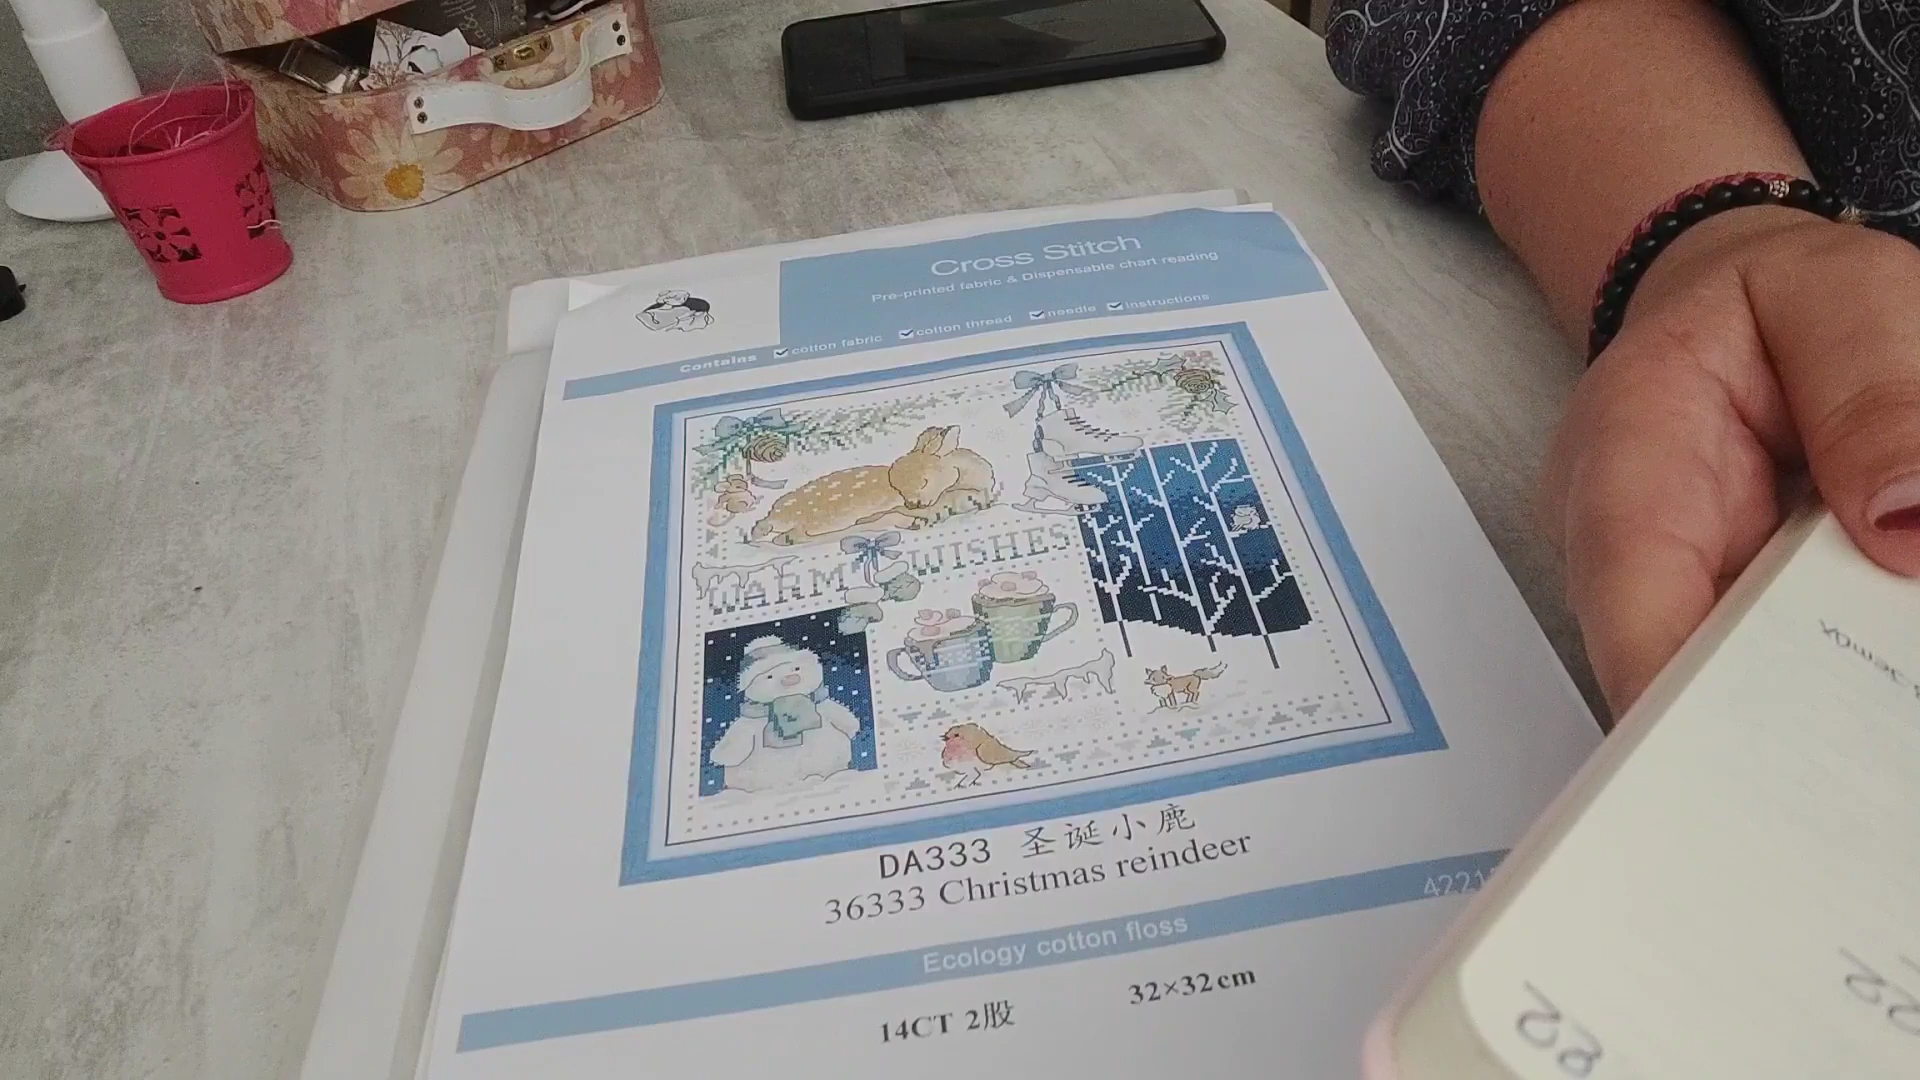 Cross Stitch
Pre-printed fabric & Dispensable chart reading
Contains cotton fabric cotton thread needle instructions
WARM WISHES
DA333 圣诞小鹿
36333 Christmas reindeer
Ecology cotton floss
14CT 2股 32×32cm